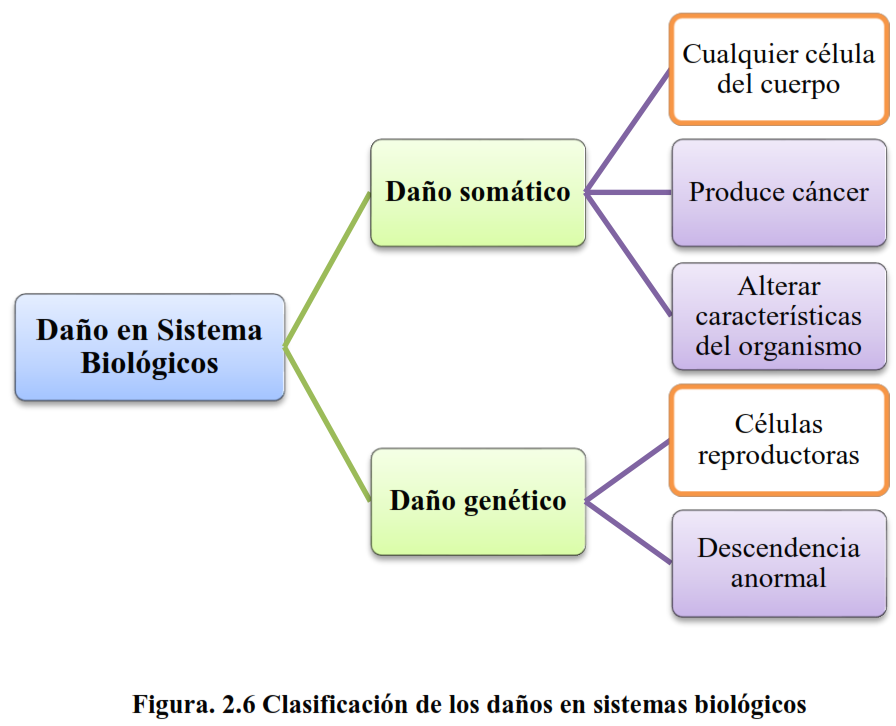 Cualquier célula
del cuerpo
Daño somático
Produce cáncer
Alterar
características
del organismo
Daño en Sistema
Biológicos
Células
reproductoras
Daño genético
Descendencia
anormal
Figura. 2.6 Clasificación de los daños en sistemas biológicos